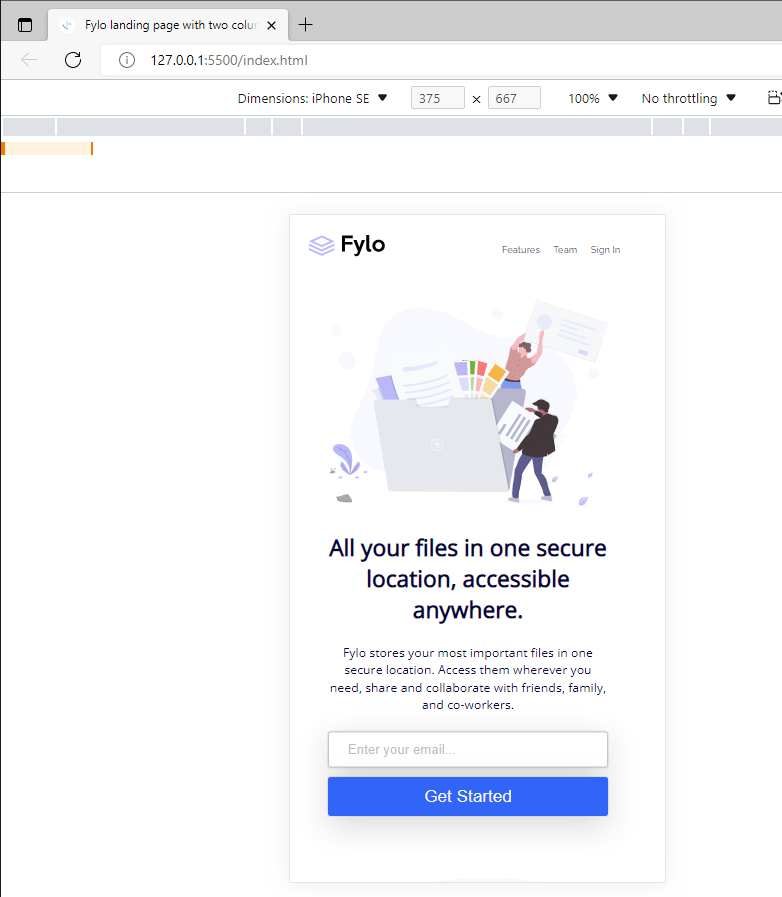 Fylo landing page with two colu
127.0.0.1:5500/index.html
Dimensions: iPhone SE 375 × 667 100% No throttling
Fylo Features Team Sign In
All your files in one secure
location, accessible
anywhere.
Fylo stores your most important files in one
secure location. Access them wherever you
need, share and collaborate with friends, family,
and co-workers.
Enter your email...
Get Started